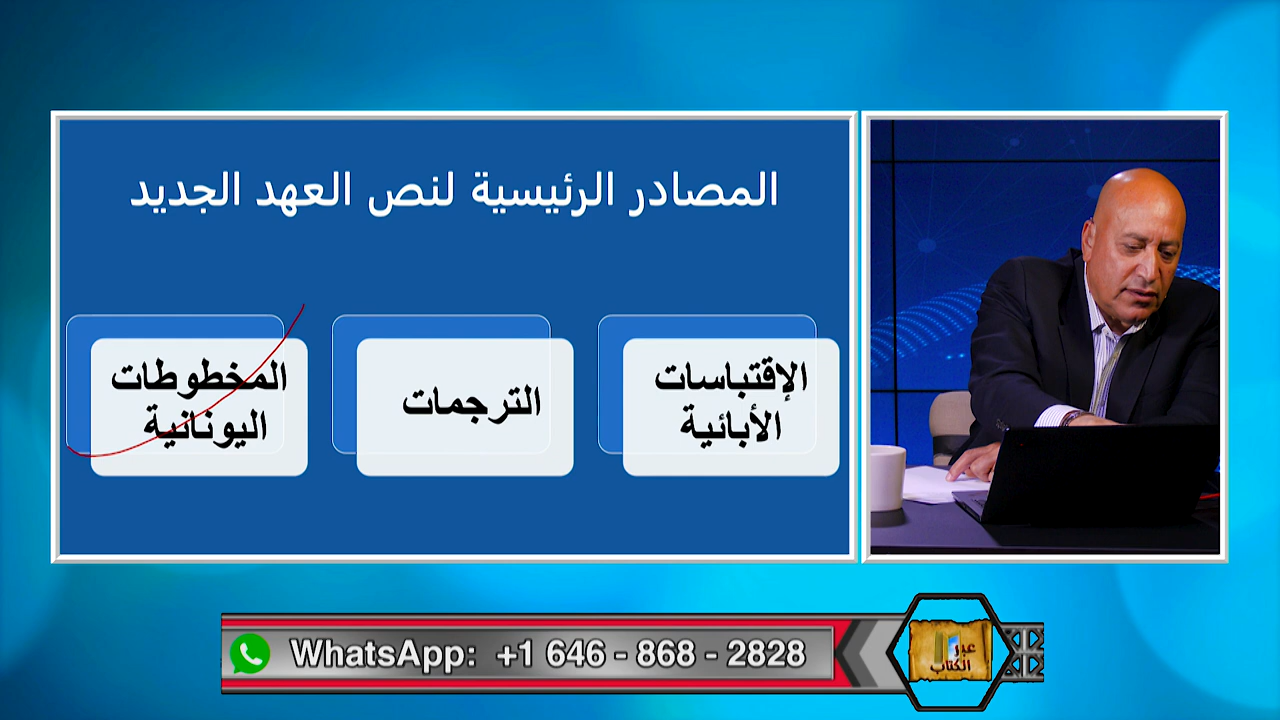 المصادر الرئيسية لنص العهد الجديد
الإقتباسات
الأبائية
الترجمات
المخطوطات
اليونانية
WhatsApp: +1 646 - 868 - 2828
عبر
الكتاب